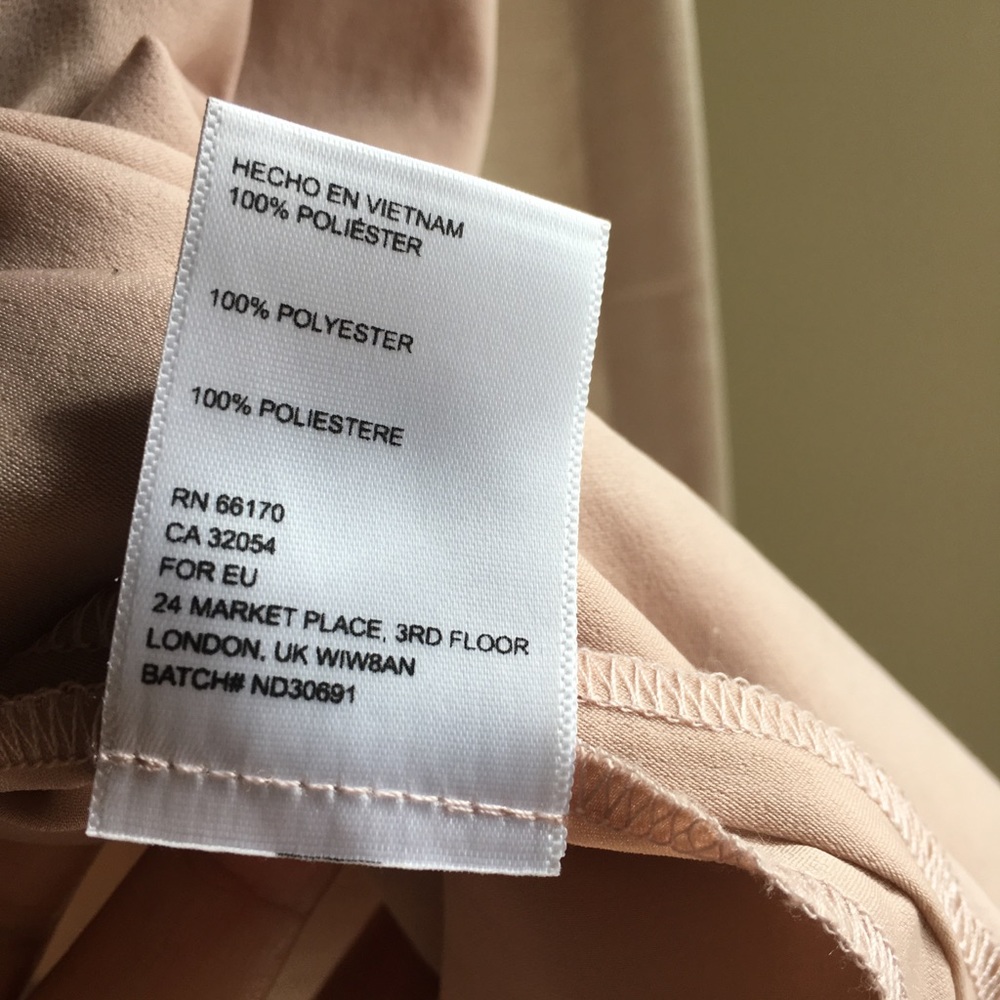 HECHO EN VIETNAM
100% POLIÉSTER
100% POLYESTER
100% POLIESTERE
RN 66170
CA 32054
FOR EU
24 MARKET PLACE, 3RD FLOOR
LONDON, UK WIW8AN
BATCH# ND30691